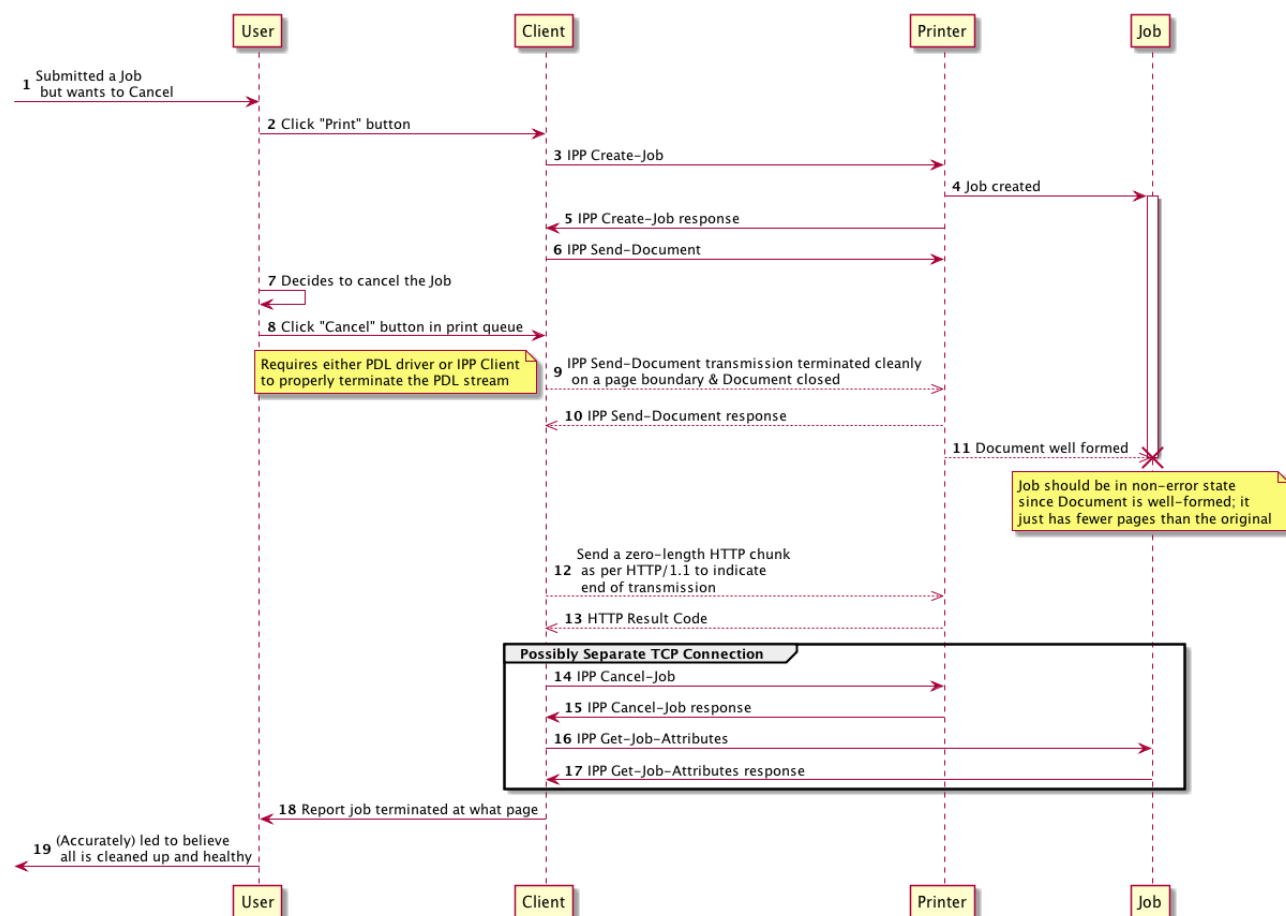 User
Client
Printer
Job
1 Submitted a Job
but wants to Cancel
2 Click "Print" button
3 IPP Create-Job
4 Job created
5 IPP Create-Job response
6 IPP Send-Document
7 Decides to cancel the Job
8 Click "Cancel" button in print queue
Requires either PDL driver or IPP Client
to properly terminate the PDL stream
9 IPP Send-Document transmission terminated cleanly
on a page boundary & Document closed
10 IPP Send-Document response
11 Document well formed
Job should be in non-error state
since Document is well-formed; it
just has fewer pages than the original
Send a zero-length HTTP chunk
12 as per HTTP/1.1 to indicate
end of transmission
13 HTTP Result Code
Possibly Separate TCP Connection
14 IPP Cancel-Job
15 IPP Cancel-Job response
16 IPP Get-Job-Attributes
17 IPP Get-Job-Attributes response
18 Report job terminated at what page
19 (Accurately) led to believe
all is cleaned up and healthy
User
Client
Printer
Job